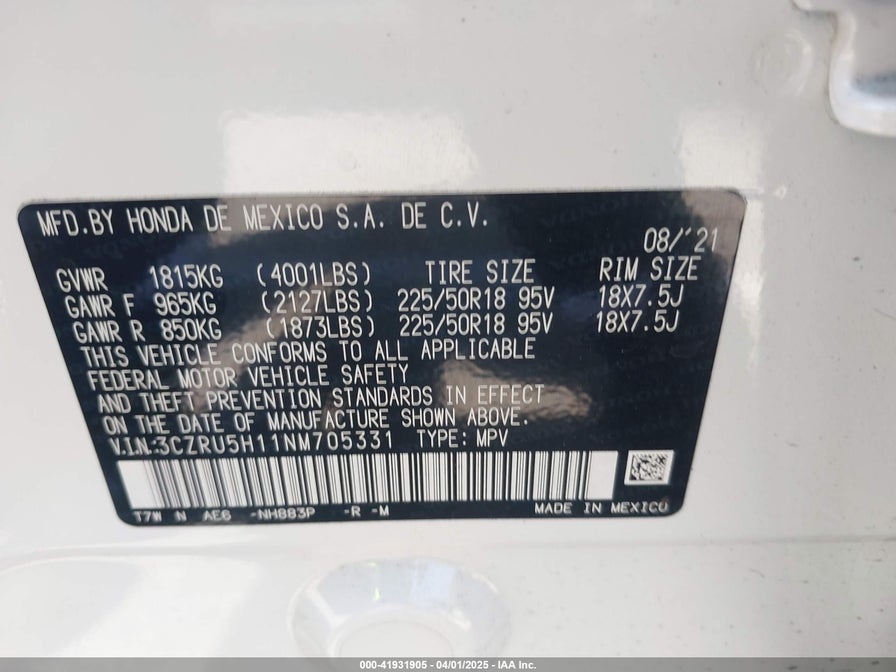 MFD.BY HONDA DE MEXICO S.A. DE C.V.
08/'21
GVWR 1815KG (4001LBS) TIRE SIZE RIM SIZE
GAWR F 965KG (2127LBS) 225/50R18 95V 18X7.5J
GAWR R 850KG (1873LBS) 225/50R18 95V 18X7.5J
THIS VEHICLE CONFORMS TO ALL APPLICABLE
FEDERAL MOTOR VEHICLE SAFETY
AND THEFT PREVENTION STANDARDS IN EFFECT
ON THE DATE OF MANUFACTURE SHOWN ABOVE.
V.I.N.:3CZRU5H11NM705331 TYPE: MPV
T7W N AE6 -NH883P -R -M MADE IN MEXICO
000-41931905 - 04/01/2025 - IAA Inc.